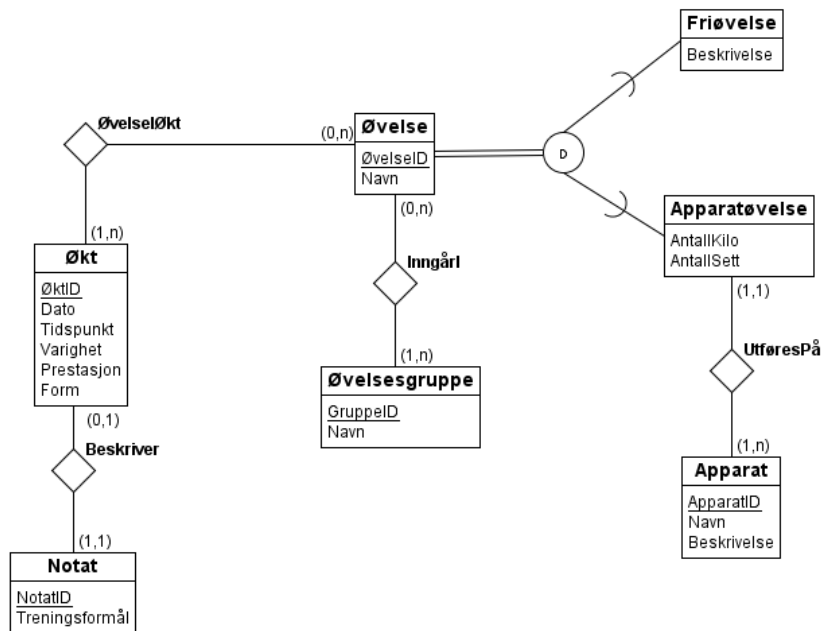 Friøvelse
Beskrivelse
ØvelseIØkt
(0,n)
Øvelse
ØvelseID
Navn
D
(0,n)
Apparatøvelse
AntallKilo
AntallSett
(1,n)
Økt
ØktID
Dato
Tidspunkt
Varighet
Prestasjon
Form
InngårI
(1,1)
UtføresPå
(1,n)
Øvelsesgruppe
GruppeID
Navn
(0,1)
Beskriver
(1,n)
Apparat
ApparatID
Navn
Beskrivelse
(1,1)
Notat
NotatID
Treningsformål